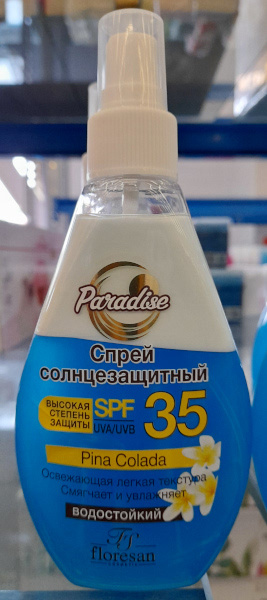 Paradise
Спрей
солнцезащитный
ВЫСОКАЯ
СТЕПЕНЬ
ЗАЩИТЫ
SPF
UVA/UVB
35
Pina Colada
Освежающая легкая текстура
Смягчает и увлажняет
водостойкий
floresan